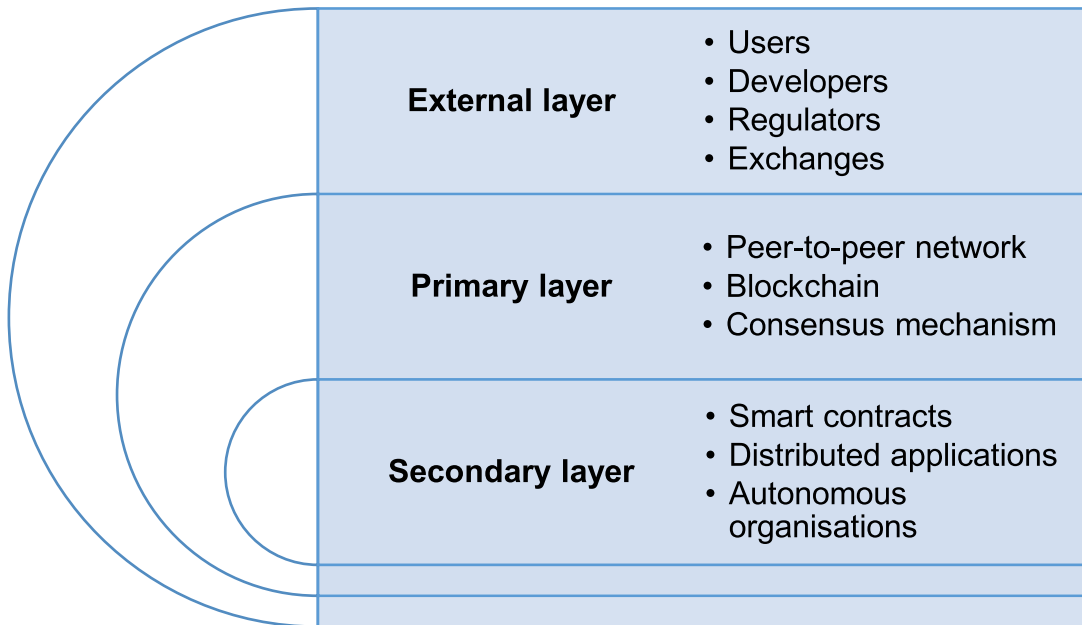 External layer
• Users
• Developers
• Regulators
• Exchanges
Primary layer
• Peer-to-peer network
• Blockchain
• Consensus mechanism
Secondary layer
• Smart contracts
• Distributed applications
• Autonomous
organisations